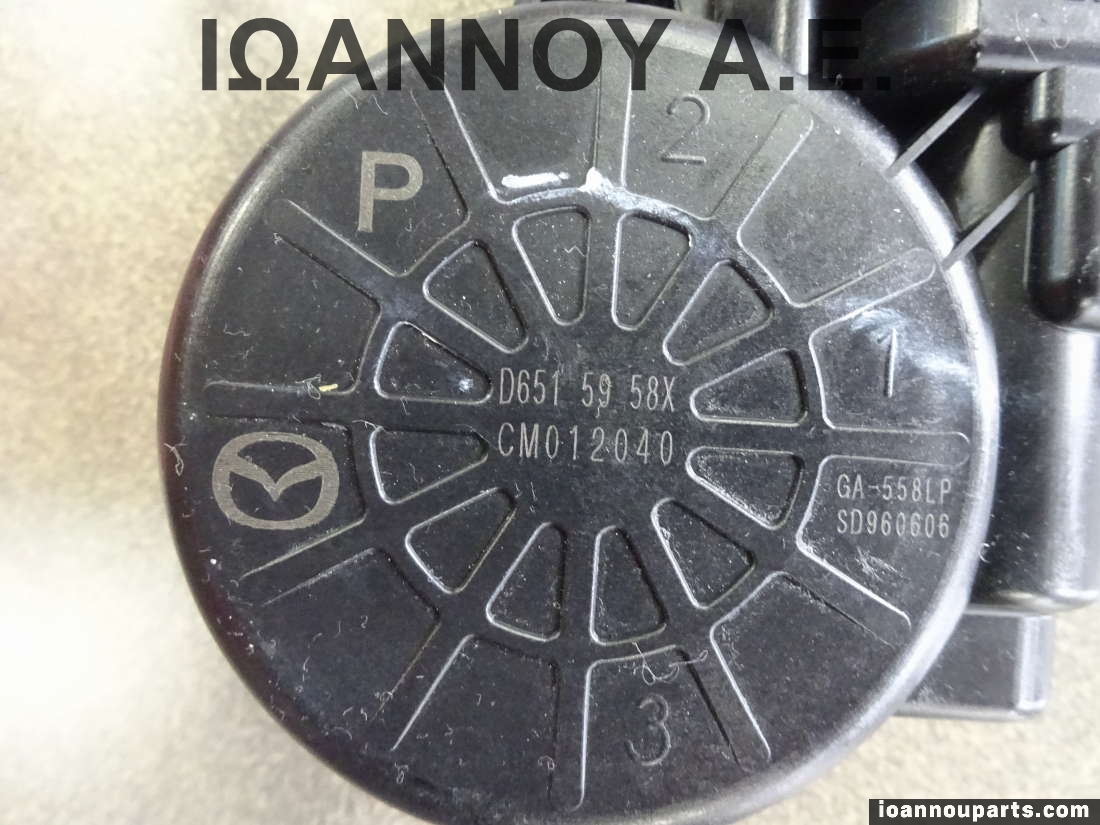 ΙΩΑΝΝΟΥ Α.Ε.
P
2
1
D651 59 58X
CM012040
GA-558LP
SD960606
3
ioannouparts.com